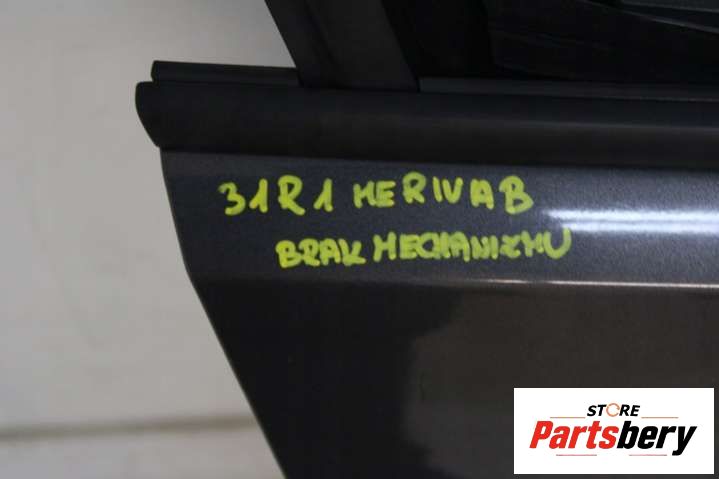 31R1 MERIVA B
BRAK MECHANIZMU
STORE
Partsbery